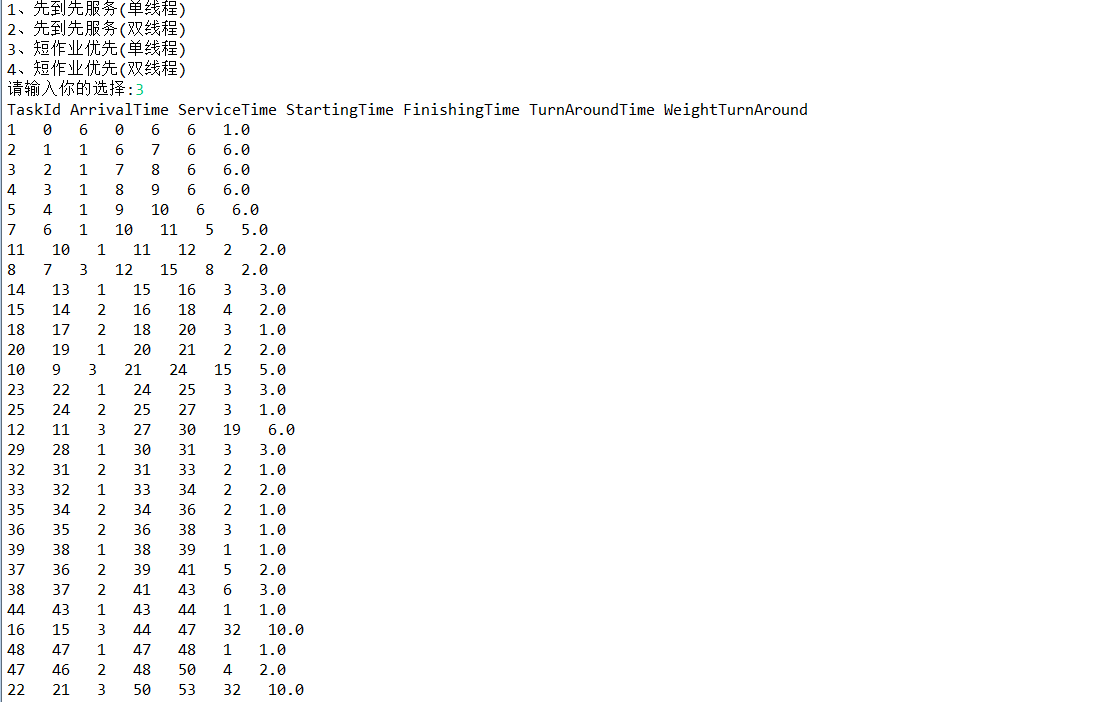 1、先到先服务(单线程)
2、先到先服务(双线程)
3、短作业优先(单线程)
4、短作业优先(双线程)
请输入你的选择:3
TaskId ArrivalTime ServiceTime StartingTime FinishingTime TurnAroundTime WeightTurnAround
1 0 6 0 6 6 1.0
2 1 1 6 7 6 6.0
3 2 1 7 8 6 6.0
4 3 1 8 9 6 6.0
5 4 1 9 10 6 6.0
7 6 1 10 11 5 5.0
11 10 1 11 12 2 2.0
8 7 3 12 15 8 2.0
14 13 1 15 16 3 3.0
15 14 2 16 18 4 2.0
18 17 2 18 20 3 1.0
20 19 1 20 21 2 2.0
10 9 3 21 24 15 5.0
23 22 1 24 25 3 3.0
25 24 2 25 27 3 1.0
12 11 3 27 30 19 6.0
29 28 1 30 31 3 3.0
32 31 2 31 33 2 1.0
33 32 1 33 34 2 2.0
35 34 2 34 36 2 1.0
36 35 2 36 38 3 1.0
39 38 1 38 39 1 1.0
37 36 2 39 41 5 2.0
38 37 2 41 43 6 3.0
44 43 1 43 44 1 1.0
16 15 3 44 47 32 10.0
48 47 1 47 48 1 1.0
47 46 2 48 50 4 2.0
22 21 3 50 53 32 10.0